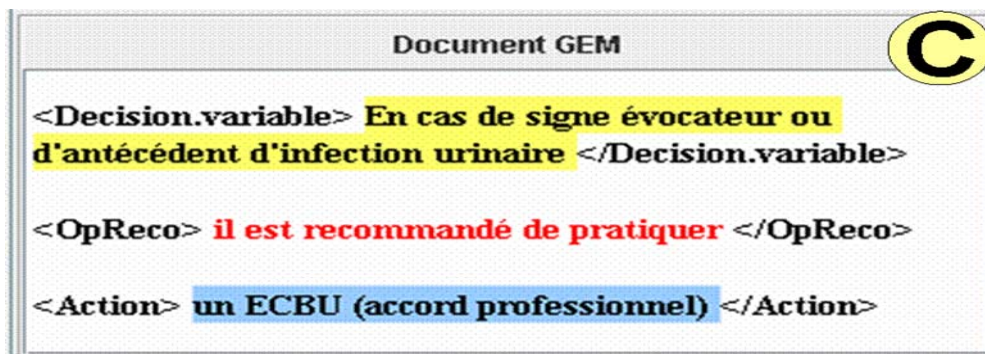 Document GEM
C
<Decision.variable> En cas de signe évocateur ou
d'antécédent d'infection urinaire </Decision.variable>
<OpReco> il est recommandé de pratiquer </OpReco>
<Action> un ECBU (accord professionnel) </Action>